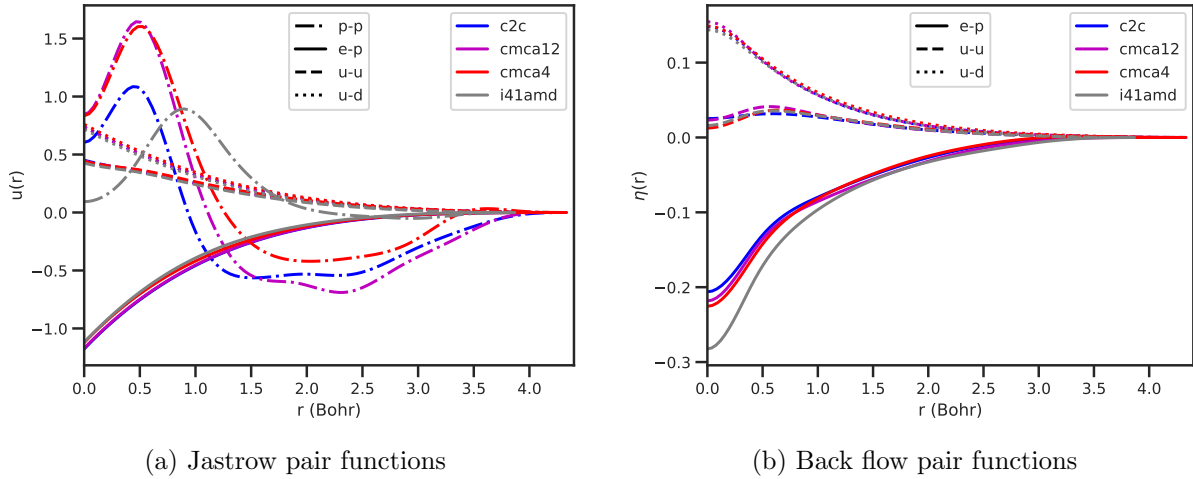 p-p
e-p
u-u
u-d
c2c
cmca12
cmca4
i41amd
1.5
1.0
0.5
0.0
−0.5
−1.0
u(r)
0.0 0.5 1.0 1.5 2.0 2.5 3.0 3.5 4.0
r (Bohr)
(a) Jastrow pair functions
e-p
u-u
u-d
c2c
cmca12
cmca4
i41amd
0.1
0.0
−0.1
−0.2
−0.3
η(r)
0.0 0.5 1.0 1.5 2.0 2.5 3.0 3.5 4.0
r (Bohr)
(b) Back flow pair functions